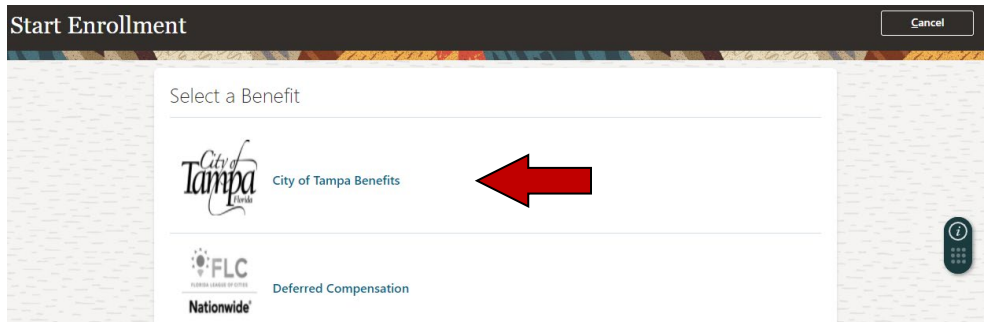 Start Enrollment
Cancel
Select a Benefit
City of
Tampa
Florida
City of Tampa Benefits
FLC
FLORIDA LEAGUE OF CITIES
Nationwide®
Deferred Compensation